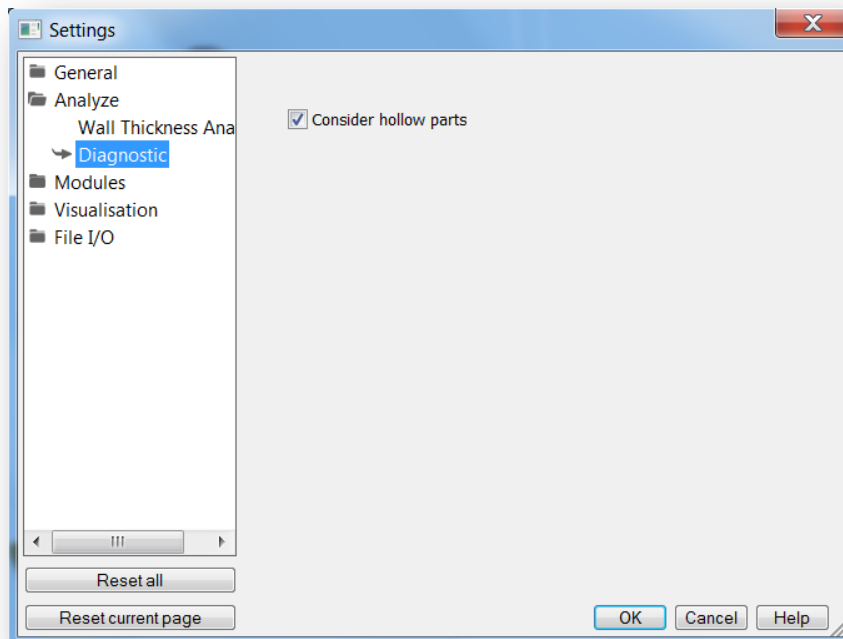 Settings
General
Analyze
Wall Thickness Ana
Diagnostic
Modules
Visualisation
File I/O
Consider hollow parts
Reset all
Reset current page
OK
Cancel
Help